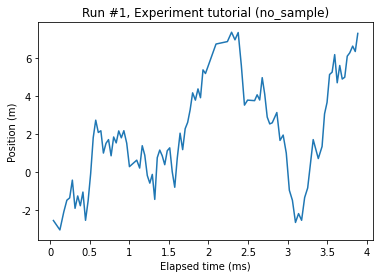 Run #1, Experiment tutorial (no_sample)
Position (m)
6
4
2
0
-2
0 0.5 1 1.5 2 2.5 3 3.5 4
Elapsed time (ms)